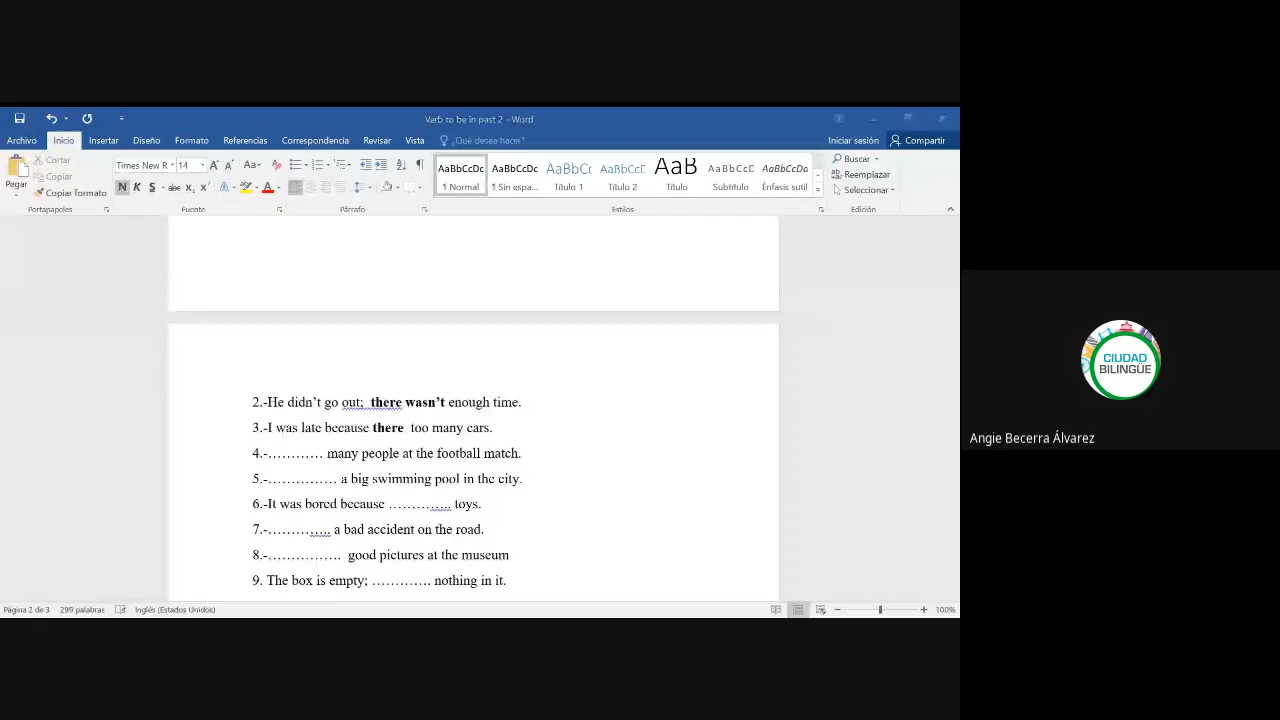 Verb to be in past 2 - Word
Archivo Inicio Insertar Diseño Formato Referencias Correspondencia Revisar Vista ¿Qué desea hacer? Iniciar sesión Compartir
Pegar
Cortar
Copiar
Copiar formato
Portapapeles
Times New R 14 Aa
N K S abc x₂ x² A
Fuente
Párrafo
AaBbCcDc AaBbCcDc AaBbCc AaBbCcC AaB AaBbCcC AaBbCcDc
¶ Normal ¶ Sin espa... Título 1 Título 2 Título Subtítulo Énfasis sutil
Estilos
Buscar
Reemplazar
Seleccionar
Edición
2.-He didn't go out;  there wasn't enough time.
3.-I was late because there  too many cars.
4.-………… many people at the football match.
5.-…………… a big swimming pool in the city.
6.-It was bored because ………….. toys.
7.-………….. a bad accident on the road.
8.-…………….  good pictures at the museum
9. The box is empty; …………. nothing in it.
Página 2 de 3 299 palabras Inglés (Estados Unidos) 100%
CIUDAD
BILINGÜE
Angie Becerra Álvarez